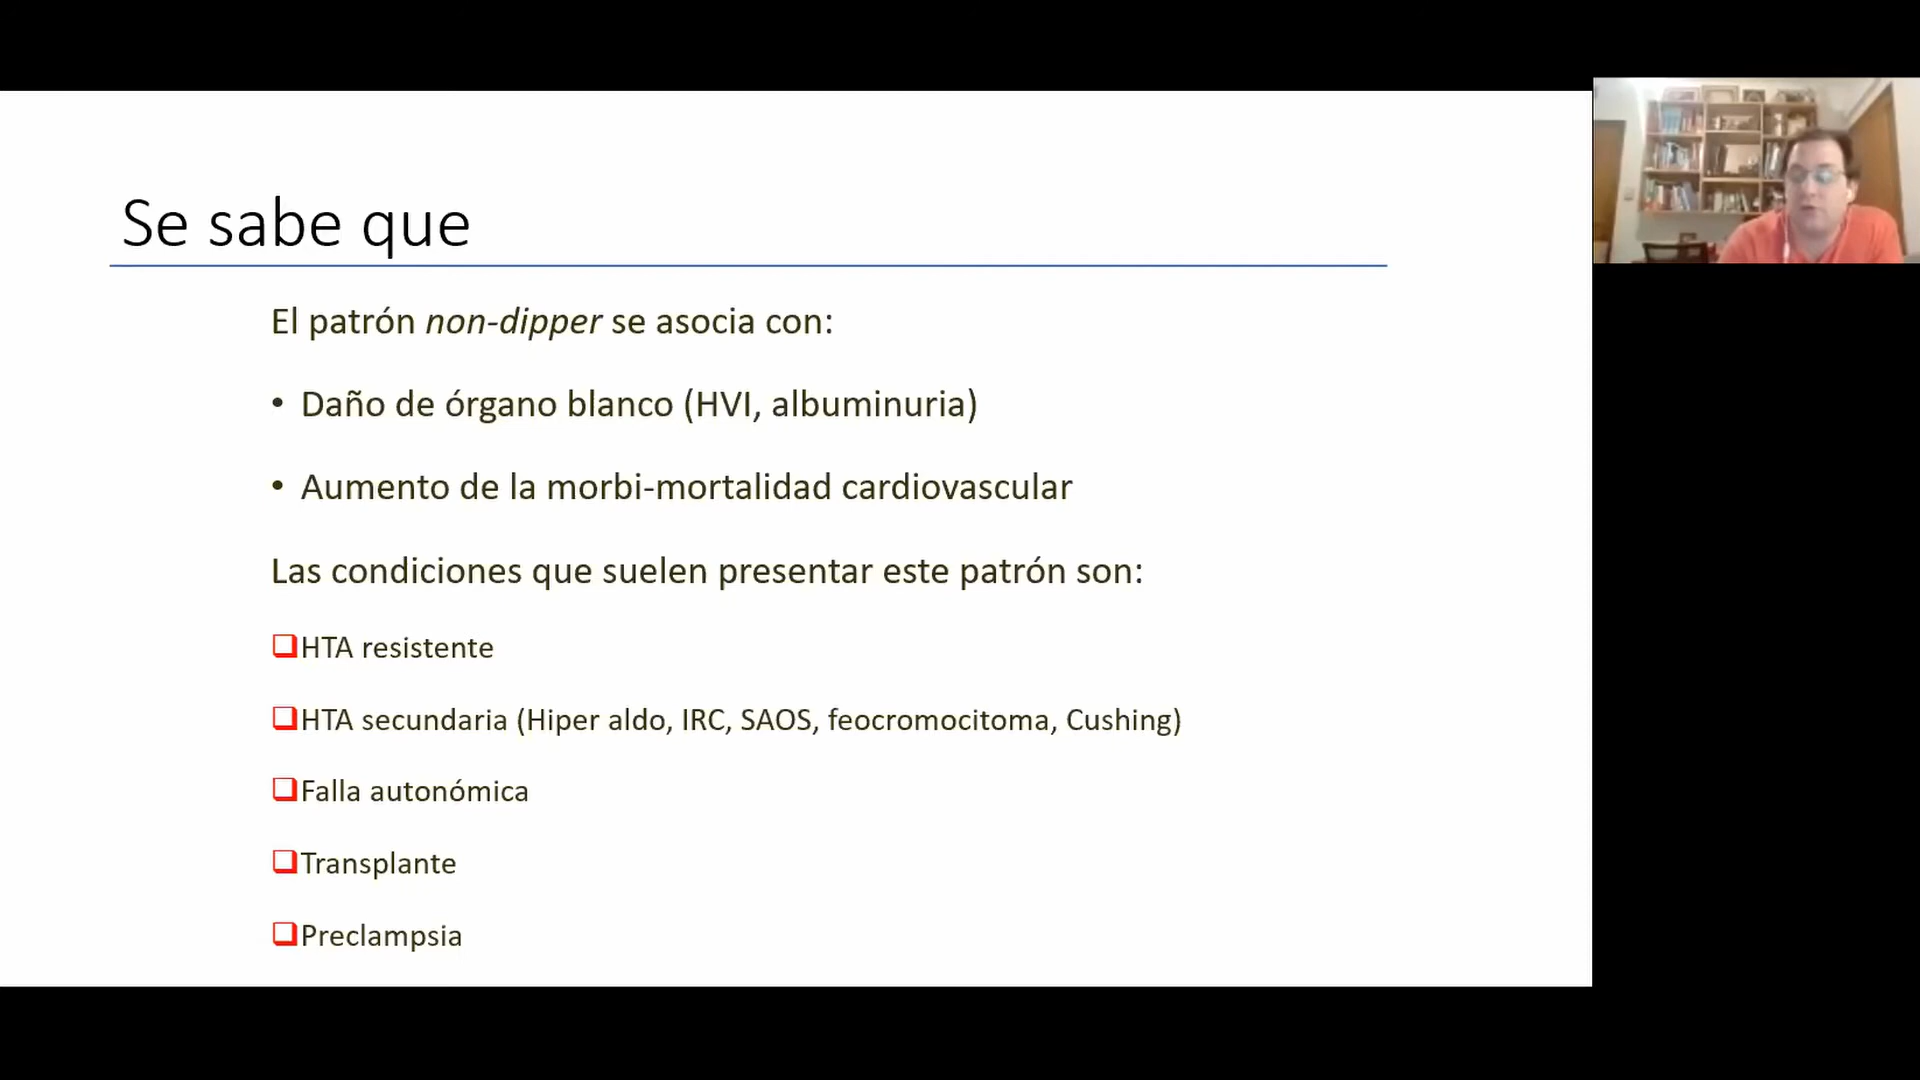 Se sabe que
El patrón non-dipper se asocia con:
• Daño de órgano blanco (HVI, albuminuria)
• Aumento de la morbi-mortalidad cardiovascular
Las condiciones que suelen presentar este patrón son:
❑HTA resistente
❑HTA secundaria (Hiper aldo, IRC, SAOS, feocromocitoma, Cushing)
❑Falla autonómica
❑Transplante
❑Preclampsia